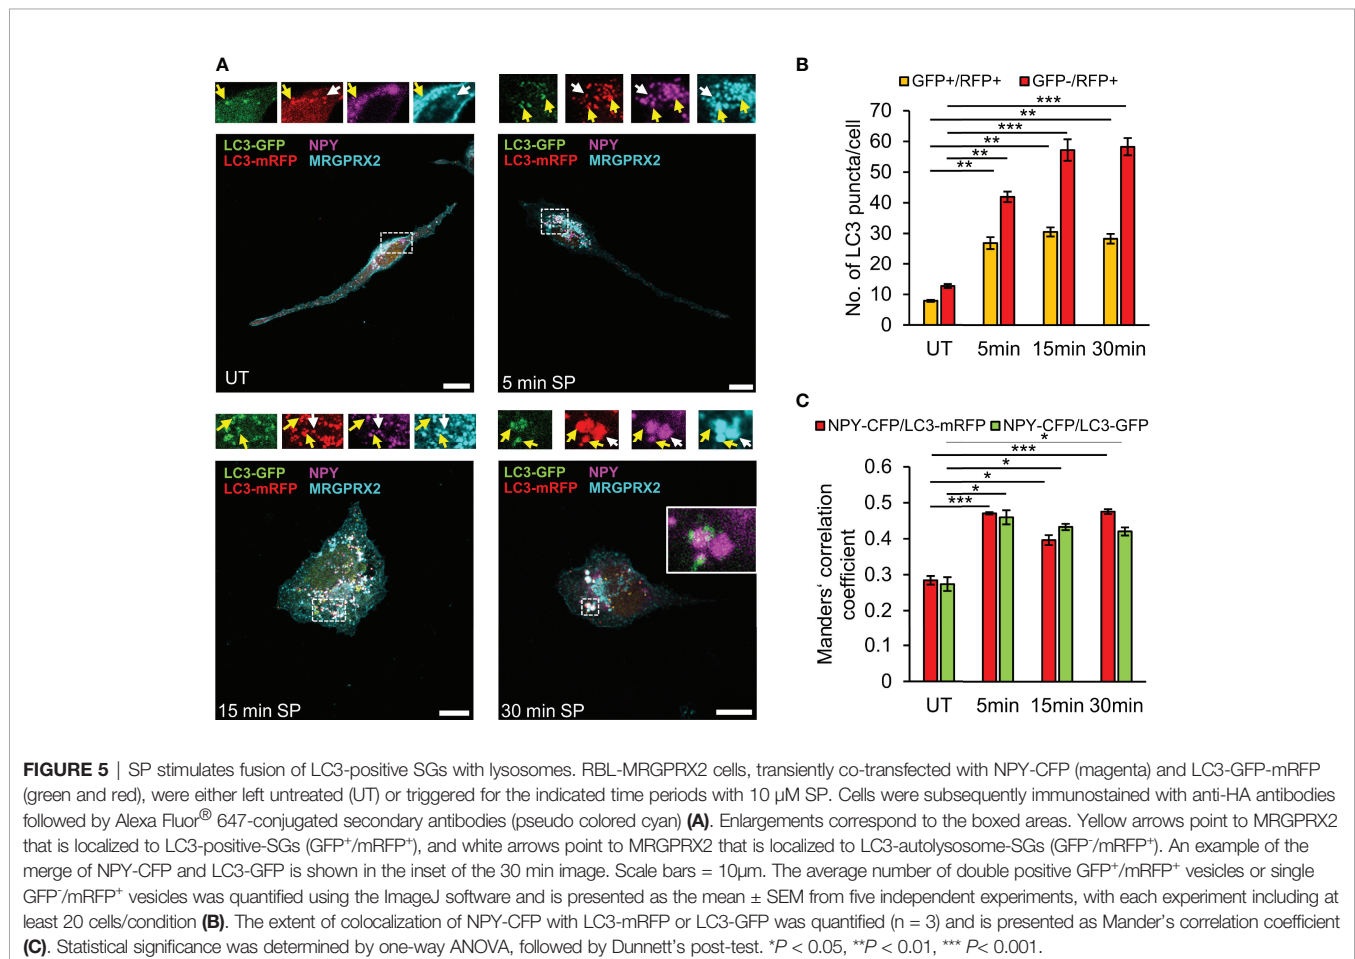 A
LC3-GFP NPY
LC3-mRFP MRGPRX2
UT
LC3-GFP NPY
LC3-mRFP MRGPRX2
5 min SP
LC3-GFP NPY
LC3-mRFP MRGPRX2
15 min SP
LC3-GFP NPY
LC3-mRFP MRGPRX2
30 min SP
B
GFP+/RFP+ GFP-/RFP+
No. of LC3 puncta/cell
70
60
50
40
30
20
10
0
***
**
***
**
**
**
UT 5min 15min 30min
C
NPY-CFP/LC3-mRFP NPY-CFP/LC3-GFP
Manders' correlation
coefficient
0.6
0.5
0.4
0.3
0.2
0.1
0
*
***
*
*
*
***
UT 5min 15min 30min
FIGURE 5 | SP stimulates fusion of LC3-positive SGs with lysosomes. RBL-MRGPRX2 cells, transiently co-transfected with NPY-CFP (magenta) and LC3-GFP-mRFP
(green and red), were either left untreated (UT) or triggered for the indicated time periods with 10 µM SP. Cells were subsequently immunostained with anti-HA antibodies
followed by Alexa Fluor® 647-conjugated secondary antibodies (pseudo colored cyan) (A). Enlargements correspond to the boxed areas. Yellow arrows point to MRGPRX2
that is localized to LC3-positive-SGs (GFP⁺/mRFP⁺), and white arrows point to MRGPRX2 that is localized to LC3-autolysosome-SGs (GFP⁻/mRFP⁺). An example of the
merge of NPY-CFP and LC3-GFP is shown in the inset of the 30 min image. Scale bars = 10µm. The average number of double positive GFP⁺/mRFP⁺ vesicles or single
GFP⁻/mRFP⁺ vesicles was quantified using the ImageJ software and is presented as the mean ± SEM from five independent experiments, with each experiment including at
least 20 cells/condition (B). The extent of colocalization of NPY-CFP with LC3-mRFP or LC3-GFP was quantified (n = 3) and is presented as Mander's correlation coefficient
(C). Statistical significance was determined by one-way ANOVA, followed by Dunnett's post-test. *P < 0.05, **P < 0.01, *** P< 0.001.